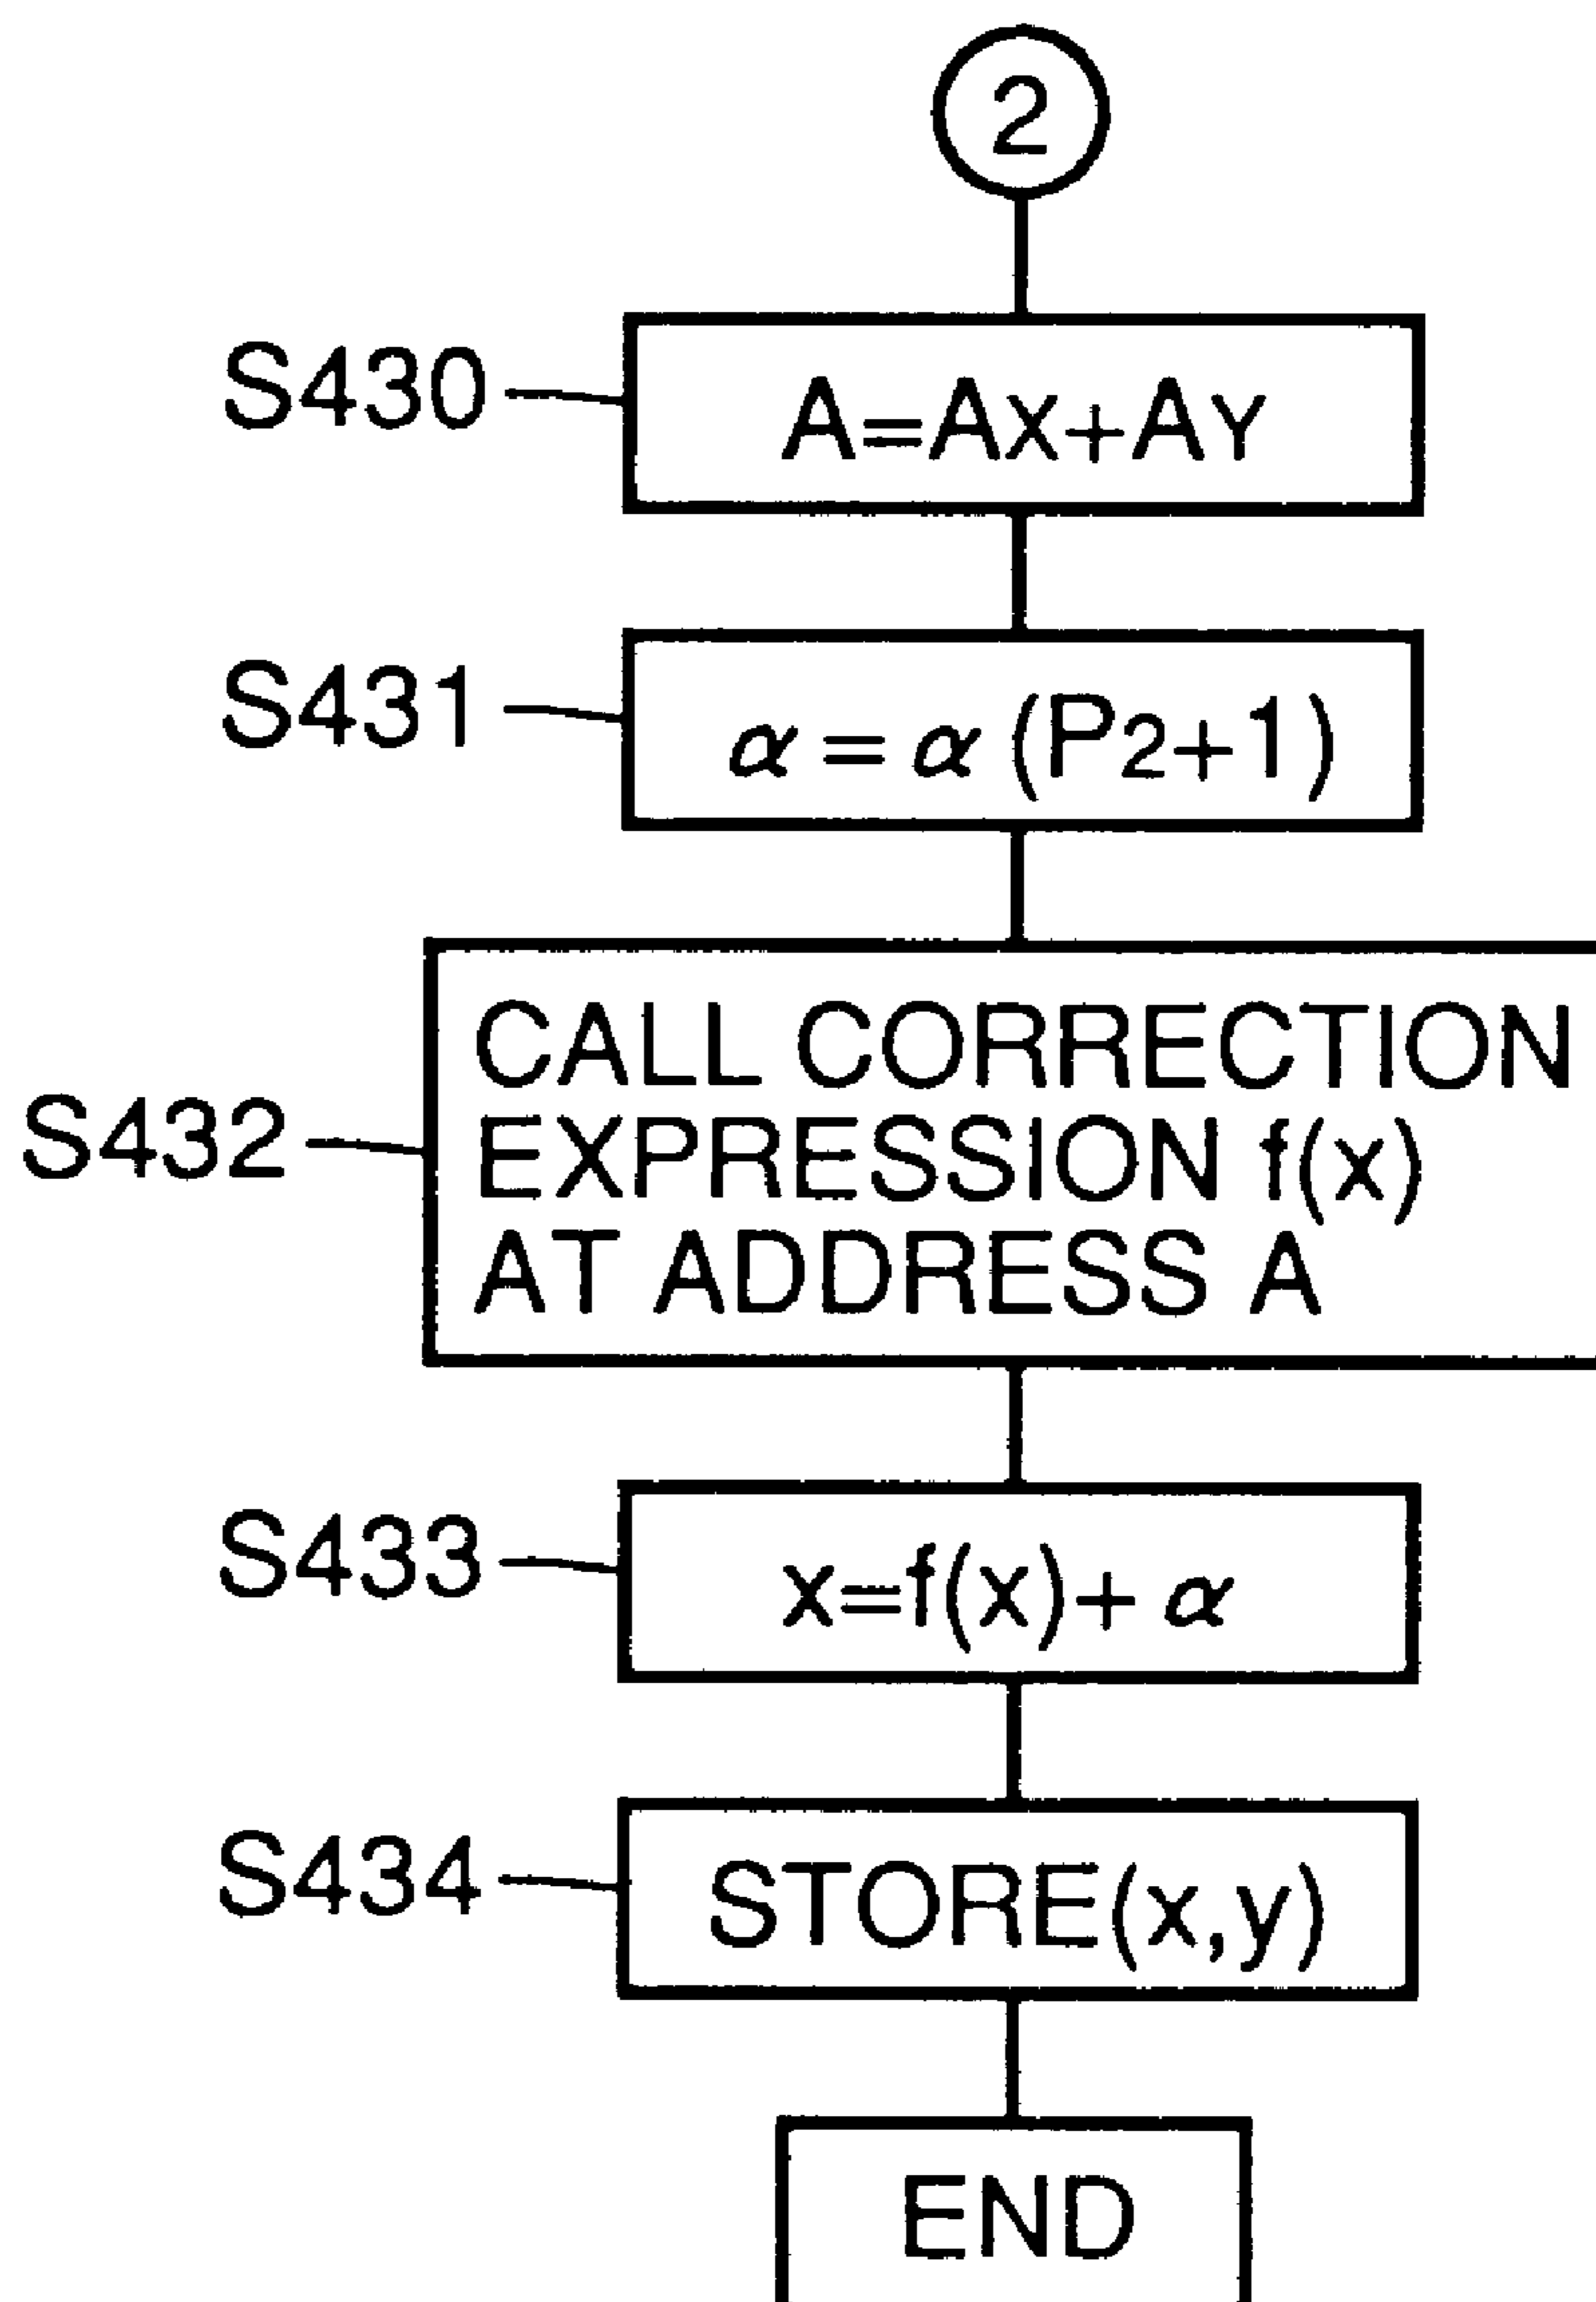 2
S430
A=AX+AY
S431
α = α (P2+1)
S432
CALL CORRECTION
EXPRESSION f(x)
AT ADDRESS A
S433
x=f(x)+ α
S434
STORE(x,y)
END